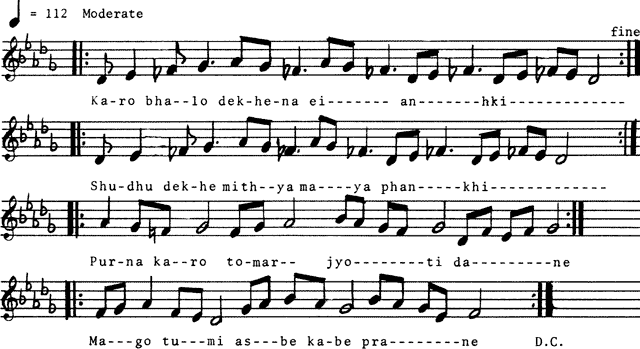 = 112 Moderate
fine
Ka-ro bha--lo dek-he-na ei------- an-------hki-------------
Shu-dhu dek-he mith--ya ma----ya phan-----khi-------------
Pur-na ka--ro to-mar-- jyo--------ti da---------ne
Ma---go tu---mi as---be ka-be pra---------ne D.C.